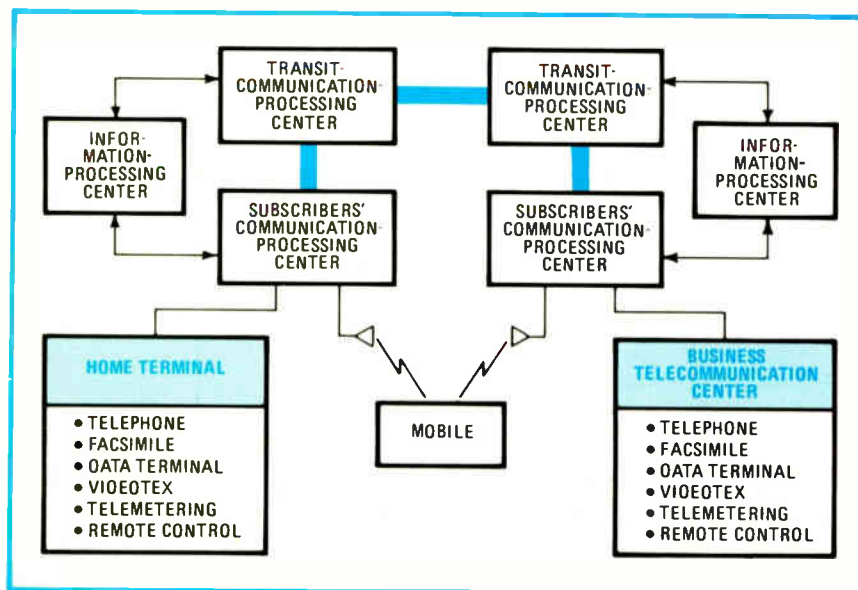 TRANSIT-
COMMUNICATION-
PROCESSING
CENTER
TRANSIT-
COMMUNICATION-
PROCESSING
CENTER
INFOR-
MATION-
PROCESSING
CENTER
INFOR-
MATION-
PROCESSING
CENTER
SUBSCRIBERS'
COMMUNICATION-
PROCESSING
CENTER
SUBSCRIBERS'
COMMUNICATION-
PROCESSING
CENTER
HOME TERMINAL
• TELEPHONE
• FACSIMILE
• OATA TERMINAL
• VIOEOTEX
• TELEMETERING
• REMOTE CONTROL
MOBILE
BUSINESS
TELECOMMUNICATION
CENTER
• TELEPHONE
• FACSIMILE
• OATA TERMINAL
• VIOEOTEX
• TELEMETERING
• REMOTE CONTROL